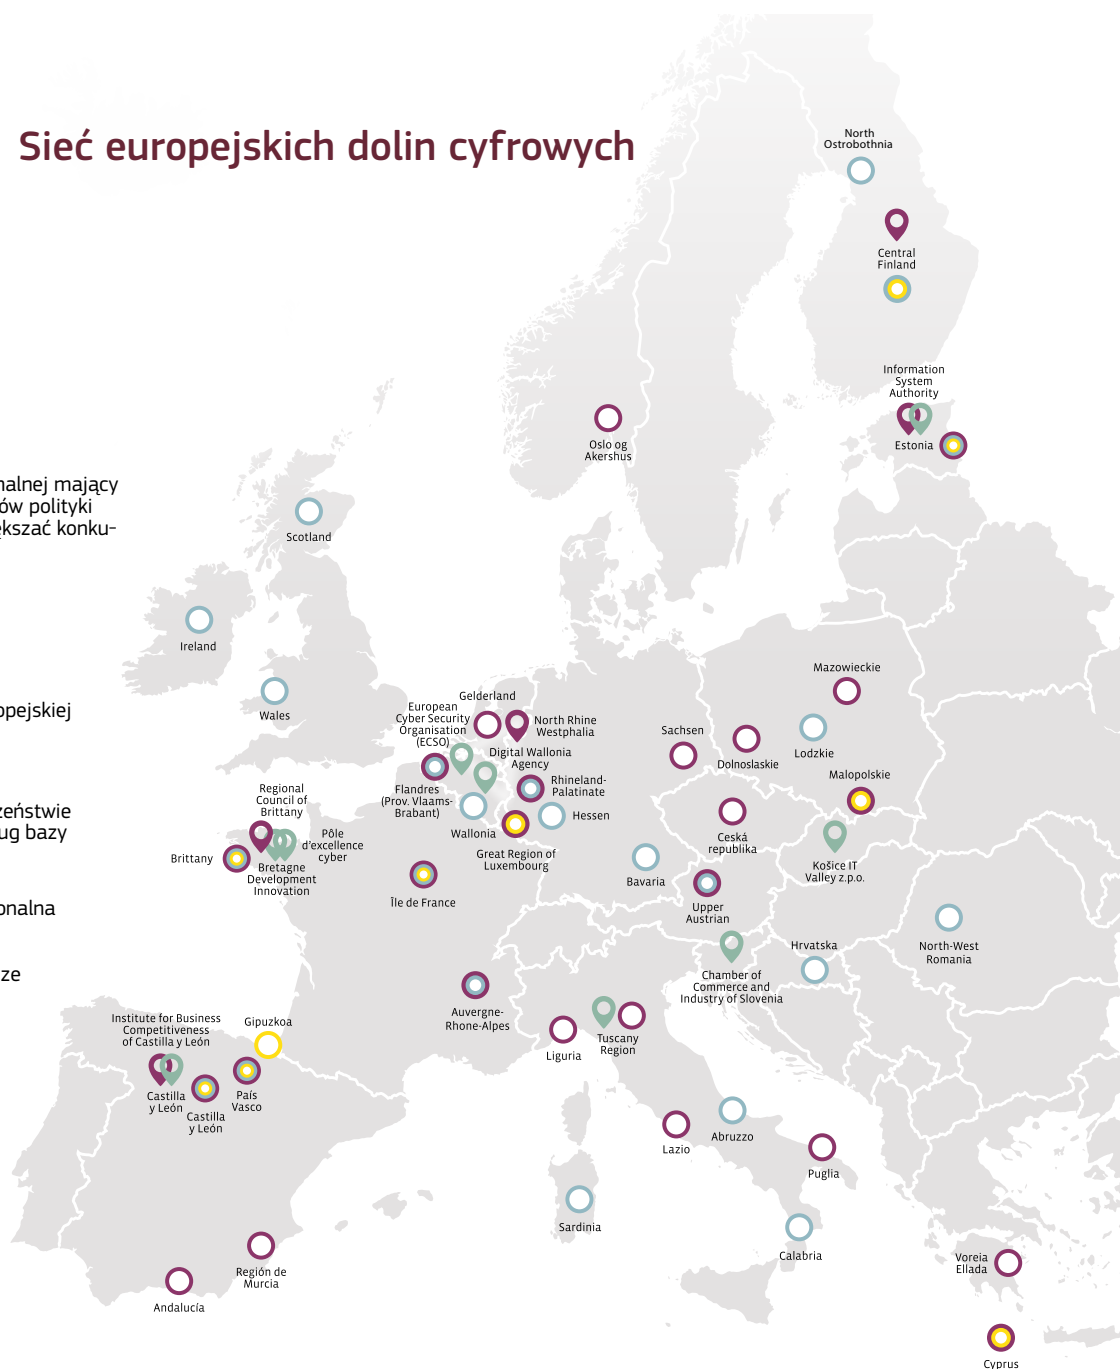 Sieć europejskich dolin cyfrowych
North
Ostrobothnia
Central
Finland
Information
System
Authority
Estonia
Oslo og
Akershus
nalnej mający
ów polityki
ększać konku-
Scotland
Ireland
Wales
opejskiej
zeństwie
ug bazy
onalna
ze
Mazowieckie
Lodzkie
Dolnoslaskie
Malopolskie
Sachsen
Gelderland
European
Cyber Security
Organisation
(ECSO)
North Rhine
Westphalia
Digital Wallonia
Agency
Rhineland-
Palatinate
Flandres
(Prov. Vlaams-
Brabant)
Hessen
Wallonia
Great Region of
Luxembourg
Regional
Council of
Brittany
Pôle
d'excellence
cyber
Brittany
Bretagne
Development
Innovation
Île de France
Ceská
republika
Košice IT
Valley z.p.o.
Bavaria
Upper
Austrian
North-West
Romania
Hrvatska
Chamber of
Commerce and
Industry of Slovenia
Auvergne-
Rhone-Alpes
Liguria
Tuscany
Region
Institute for Business
Competitiveness
of Castilla y León
Gipuzkoa
Castilla
y León
Castilla
y León
País
Vasco
Lazio
Abruzzo
Puglia
Sardinia
Calabria
Región de
Murcia
Andalucía
Voreia
Ellada
Cyprus